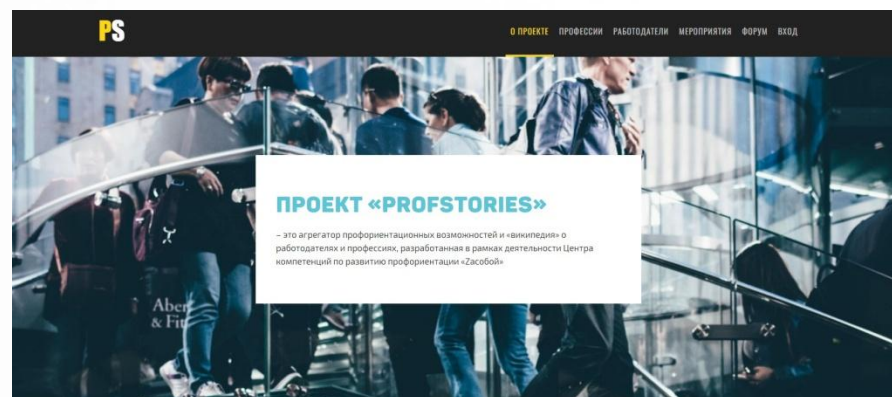 PS
О ПРОЕКТЕ ПРОФЕССИИ РАБОТОДАТЕЛИ МЕРОПРИЯТИЯ ФОРУМ ВХОД
ПРОЕКТ «PROFSTORIES»
– это агрегатор профориентационных возможностей и «википедия» о
работодателях и профессиях, разработанная в рамках деятельности Центра
компетенций по развитию профориентации «Zасобой»
Aber
& Fit